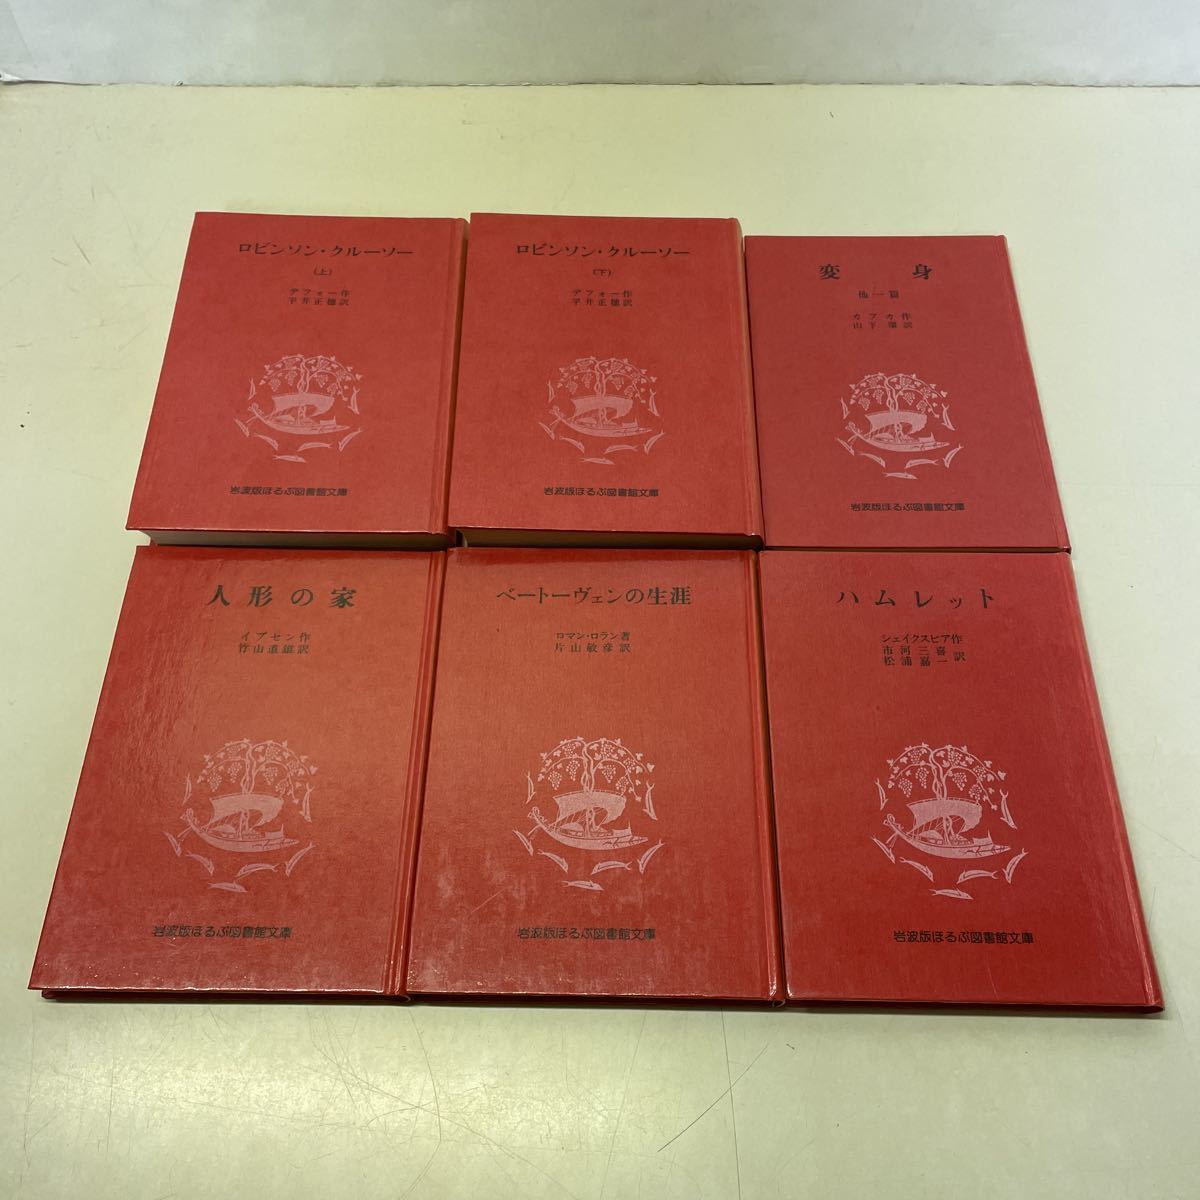 ロビンソン・クルーソー
(上)
デフォー作
平井正穂訳
岩波版ほるぷ図書館文庫
ロビンソン・クルーソー
(下)
デフォー作
平井正穂訳
岩波版ほるぷ図書館文庫
変身
他一篇
カフカ作
山下肇訳
岩波版ほるぷ図書館文庫
人形の家
イプセン作
竹山道雄訳
岩波版ほるぷ図書館文庫
ベートーヴェンの生涯
ロマン・ロラン著
片山敏彦訳
岩波版ほるぷ図書館文庫
ハムレット
シェイクスピア作
市河三喜
松浦嘉一訳
岩波版ほるぷ図書館文庫